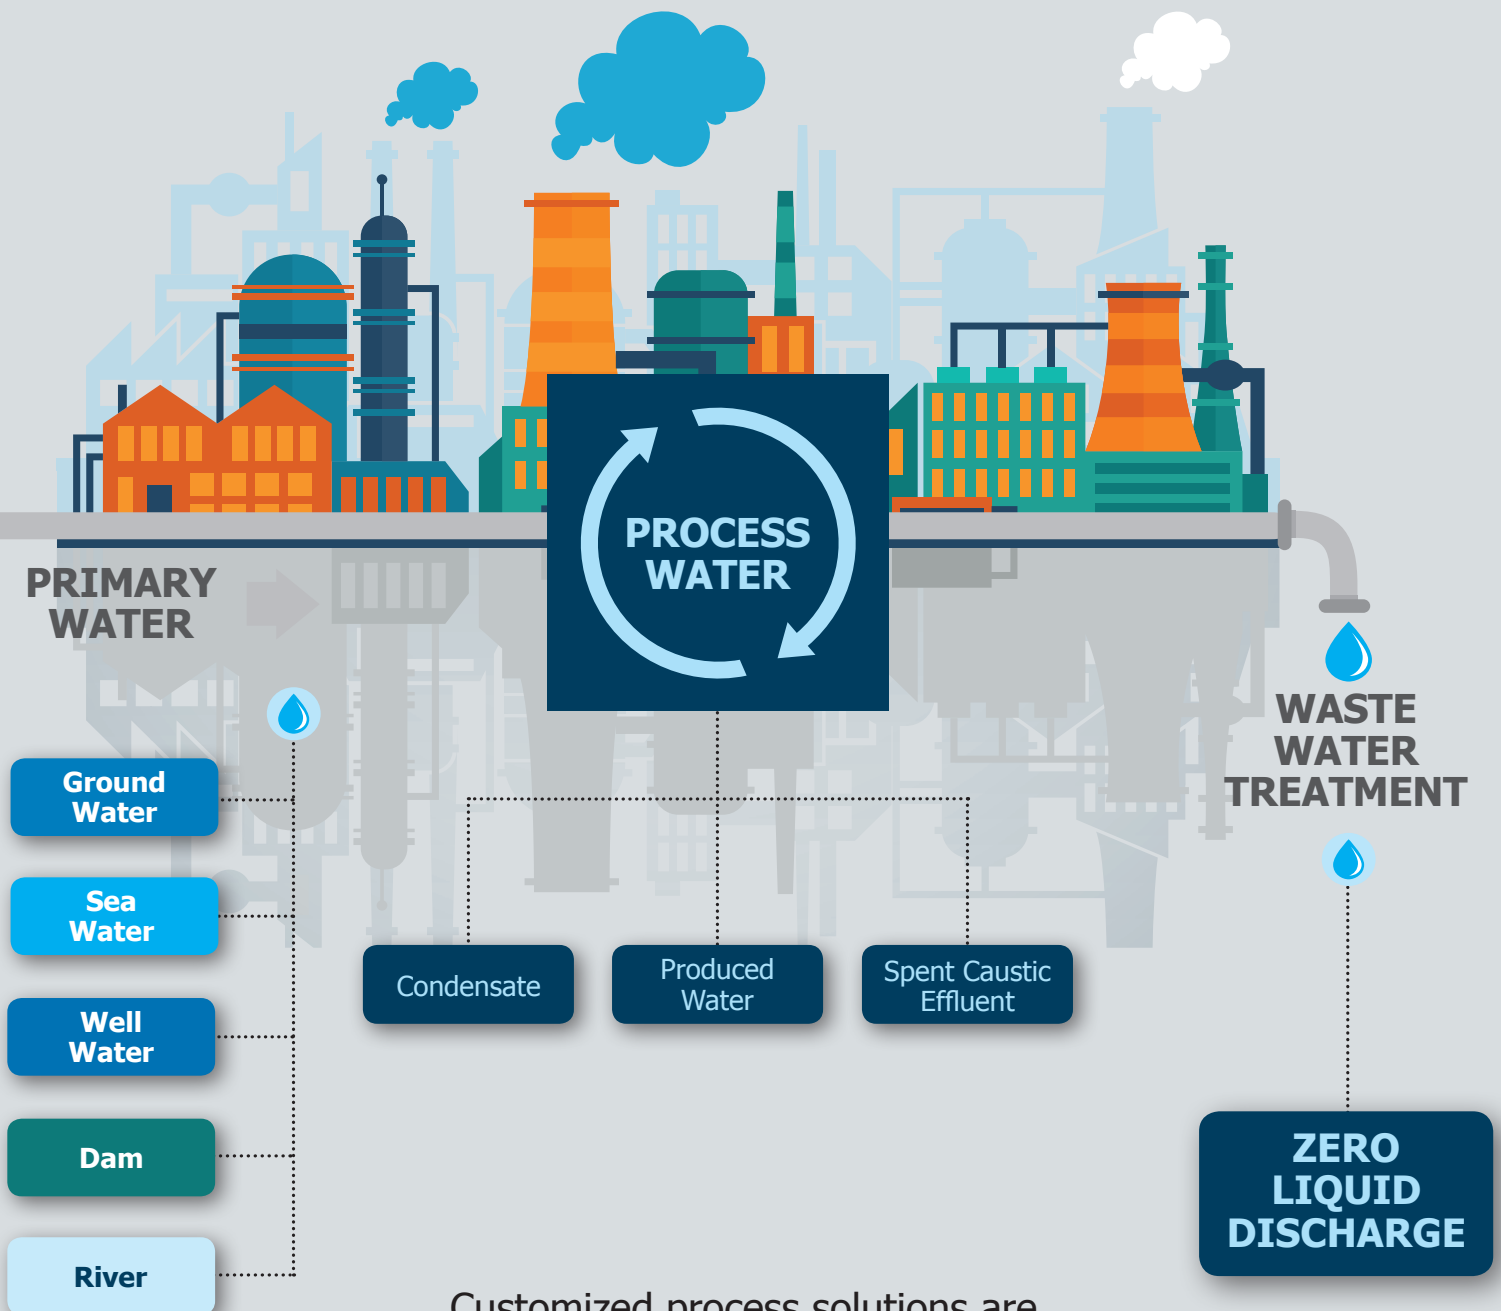 PROCESS
WATER
PRIMARY
WATER
WASTE
WATER
TREATMENT
Ground
Water
Sea
Water
Well
Water
Dam
River
Condensate
Produced
Water
Spent Caustic
Effluent
ZERO
LIQUID
DISCHARGE
Customized process solutions are